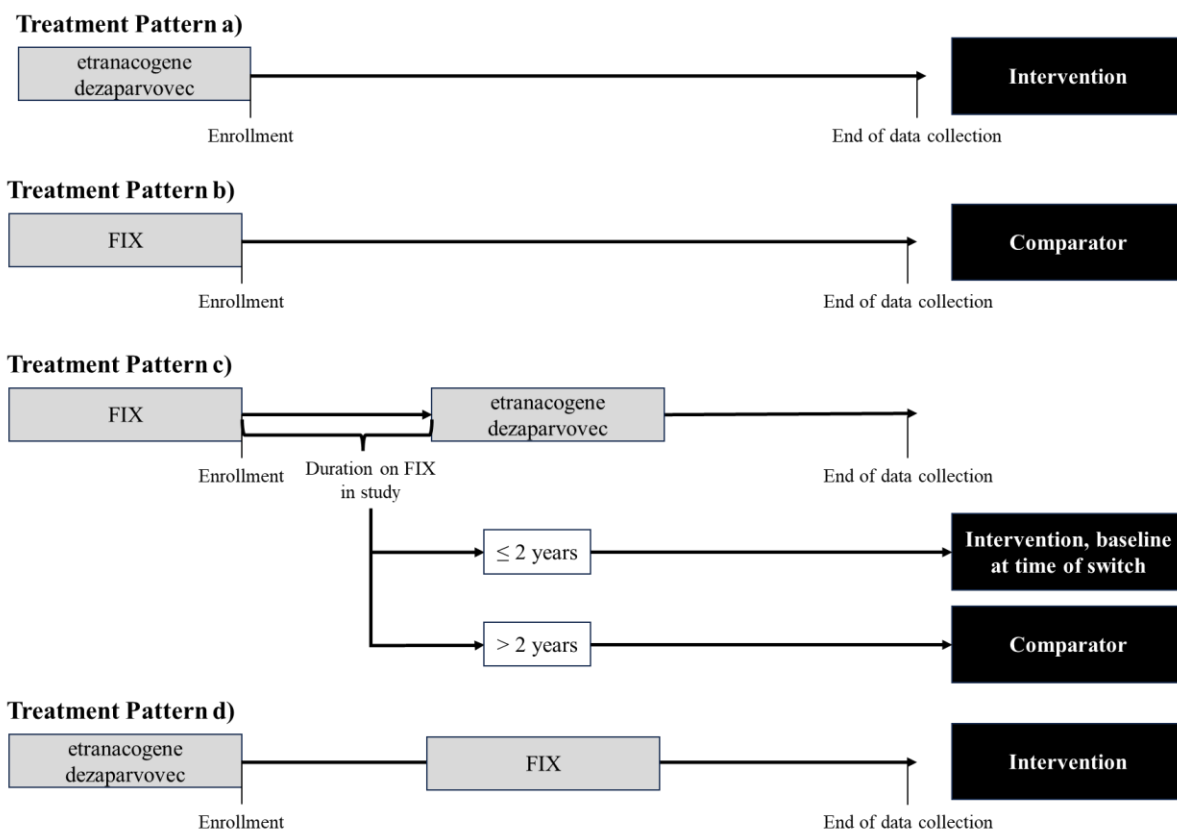 Treatment Pattern a)
etranacogene
dezaparvovec
Intervention
Enrollment
End of data collection
Treatment Pattern b)
FIX
Comparator
Enrollment
End of data collection
Treatment Pattern c)
FIX
etranacogene
dezaparvovec
Enrollment
Duration on FIX
in study
End of data collection
≤ 2 years
Intervention, baseline
at time of switch
> 2 years
Comparator
Treatment Pattern d)
etranacogene
dezaparvovec
FIX
Intervention
Enrollment
End of data collection